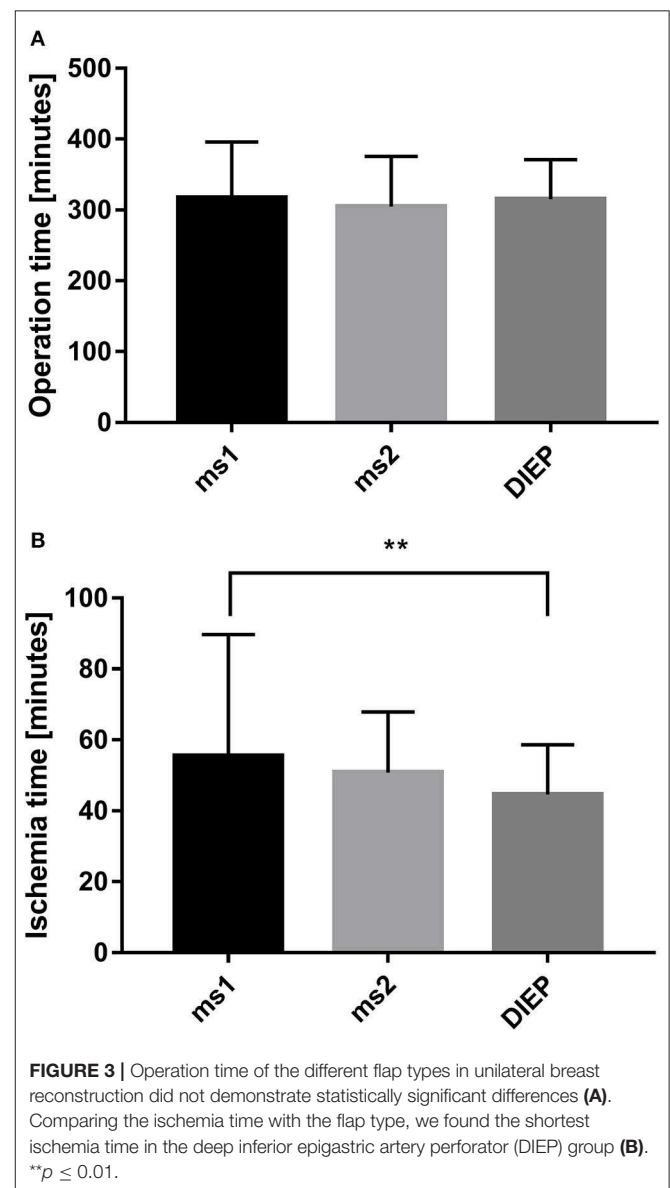 A
Operation time [minutes]
500
400
300
200
100
0
ms1
ms2
DIEP
B
**
Ischemia time [minutes]
100
80
60
40
20
0
ms1
ms2
DIEP
FIGURE 3 | Operation time of the different flap types in unilateral breast
reconstruction did not demonstrate statistically significant differences (A).
Comparing the ischemia time with the flap type, we found the shortest
ischemia time in the deep inferior epigastric artery perforator (DIEP) group (B).
**p ≤ 0.01.